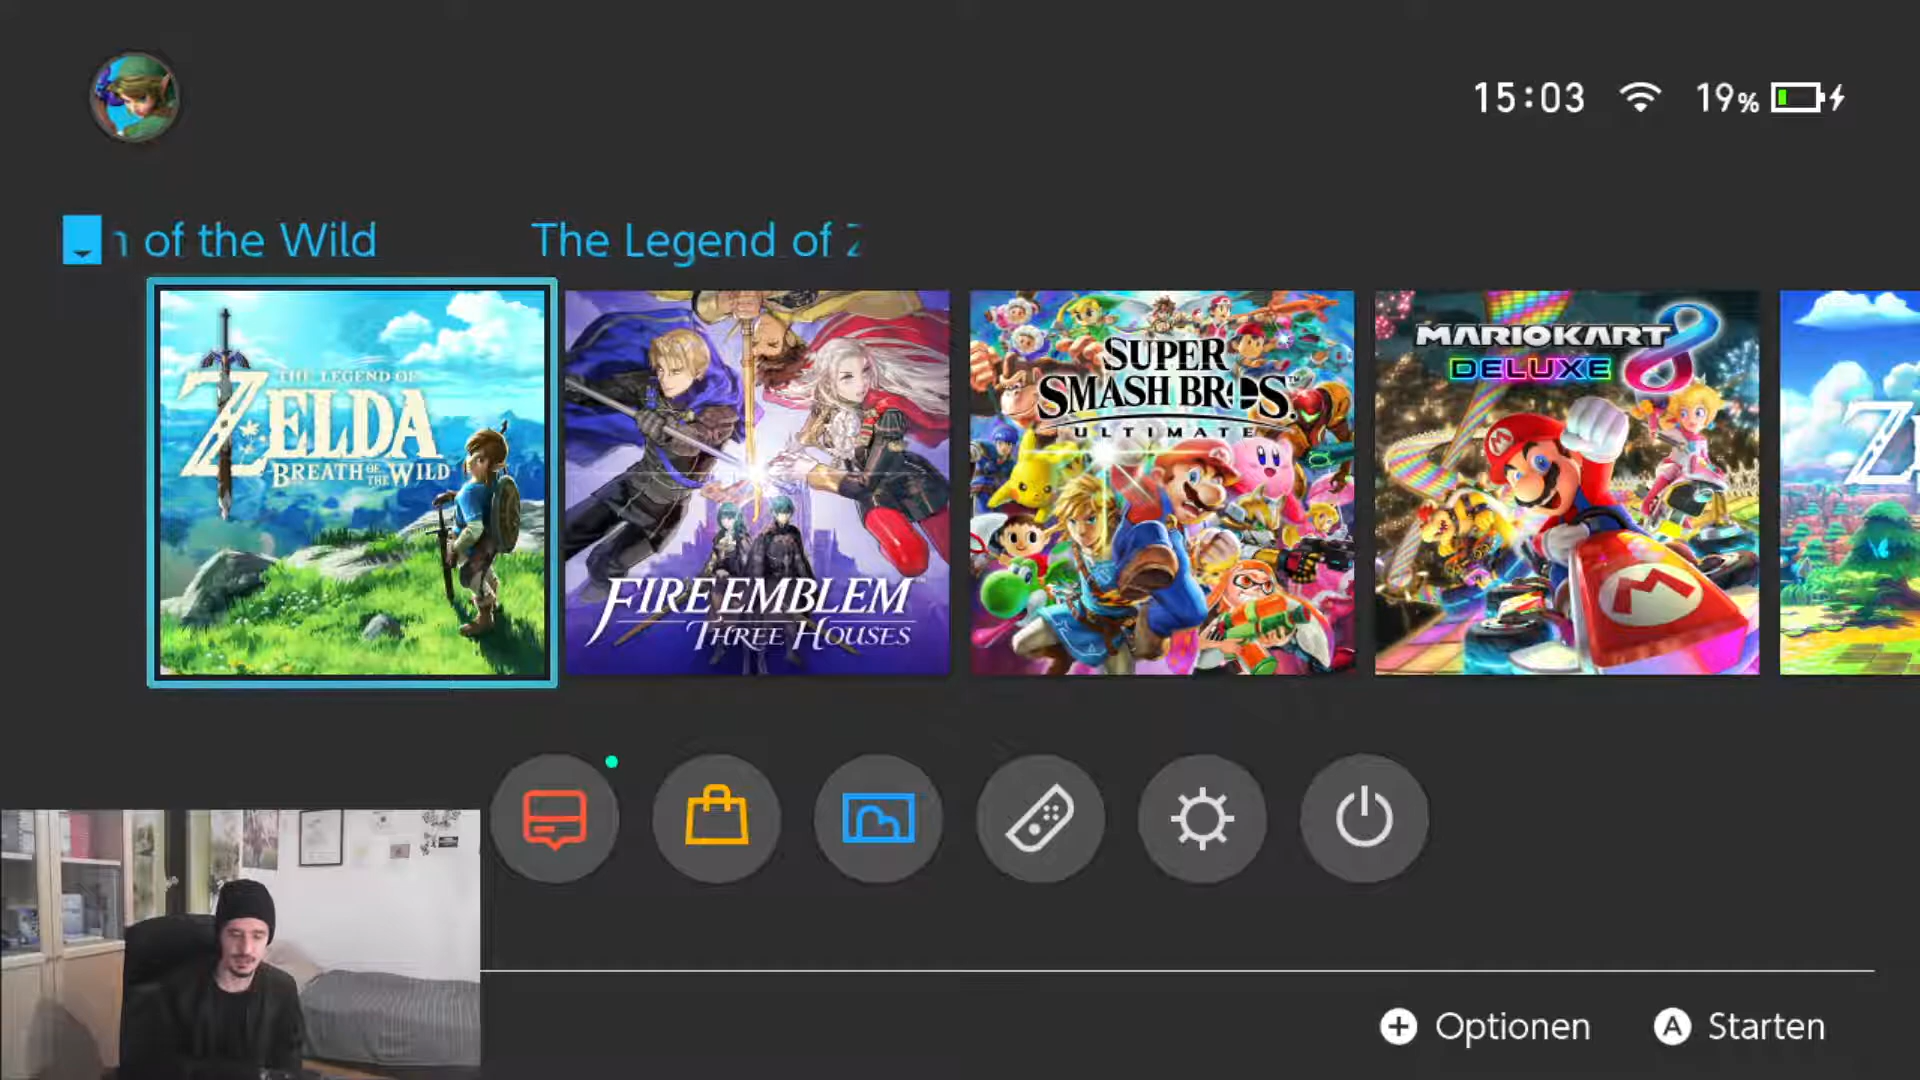 15:03
19%
n of the Wild The Legend of
THE LEGEND OF
ZELDA
BREATH OF THE WILD
FIRE EMBLEM
THREE HOUSES
SUPER
SMASH BROS.™
ULTIMATE
MARIOKART 8
DELUXE
M
M
Optionen
A Starten